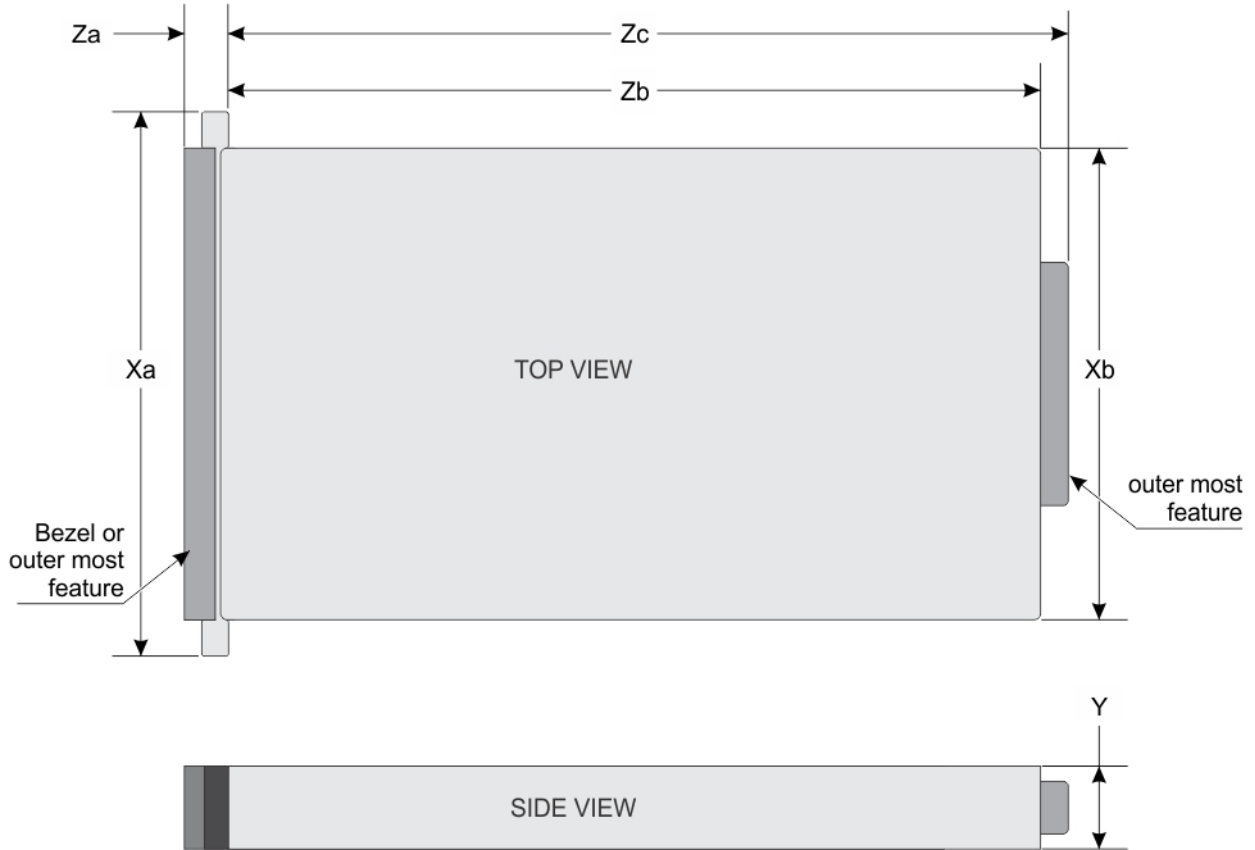 Za
Zc
Zb
Xa
TOP VIEW
Xb
outer most
feature
Bezel or
outer most
feature
Y
SIDE VIEW